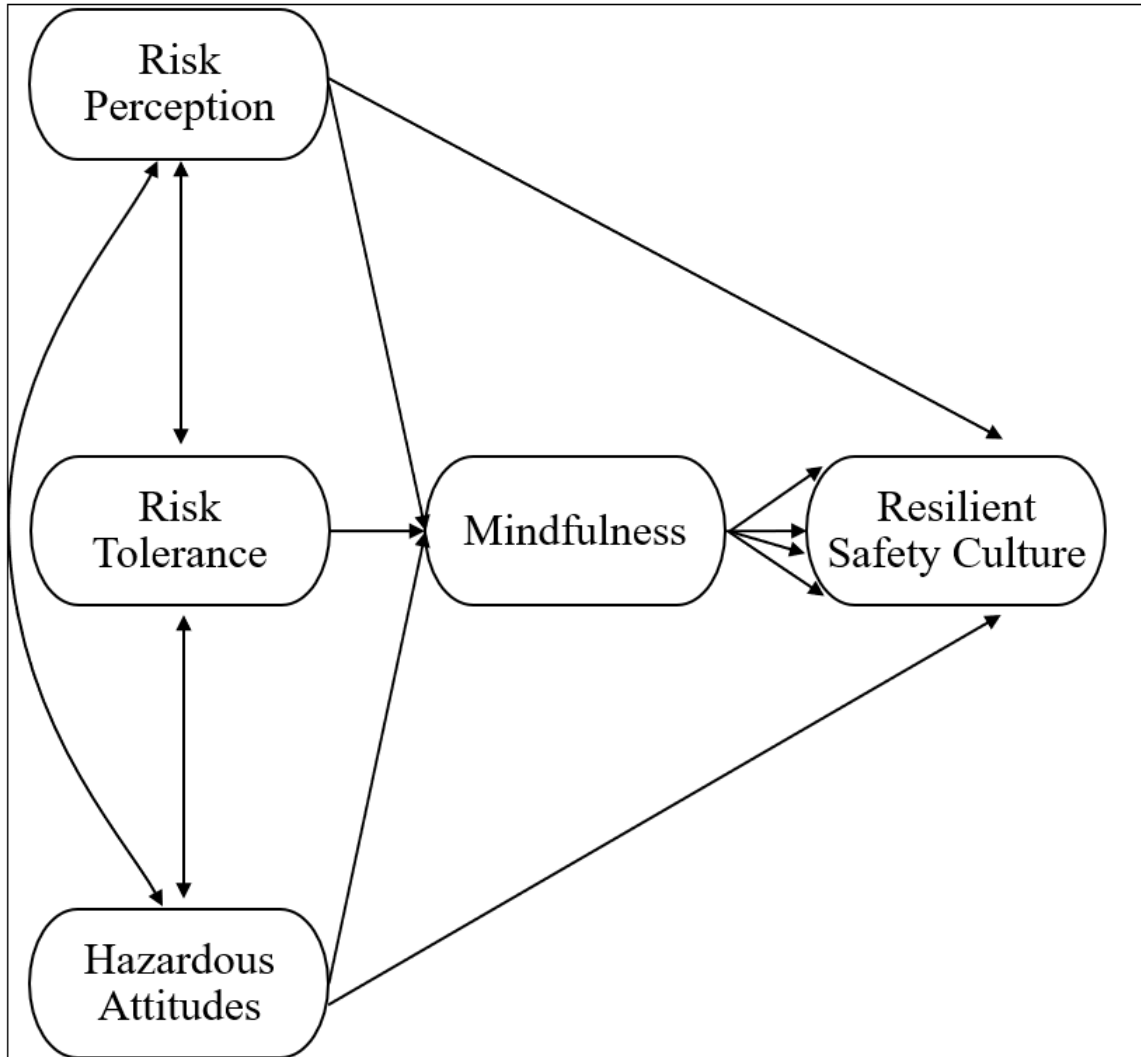 Risk
Perception
Risk
Tolerance
Mindfulness
Resilient
Safety Culture
Hazardous
Attitudes